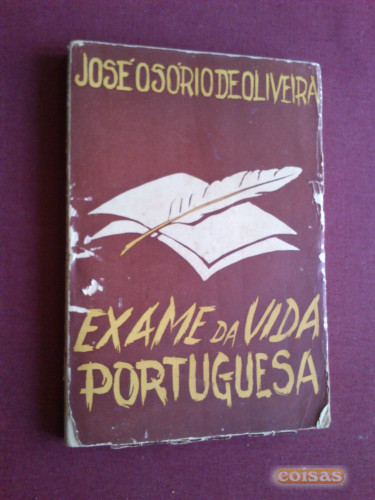 JOSÉ OSÓRIO DE OLIVEIRA
EXAME DA VIDA
PORTUGUESA
coisas